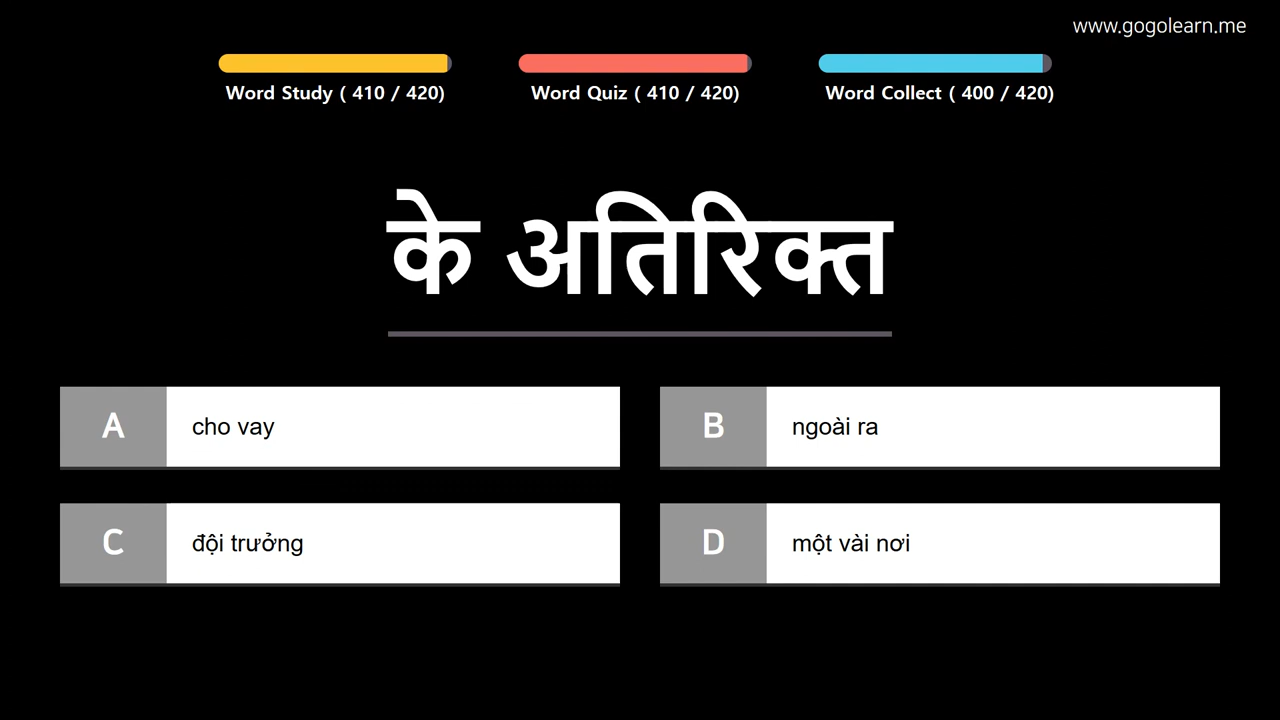 www.gogolearn.me
Word Study ( 410 / 420)
Word Quiz ( 410 / 420)
Word Collect ( 400 / 420)
के अतिरिक्त
A
cho vay
B
ngoài ra
C
đội trưởng
D
một vài nơi